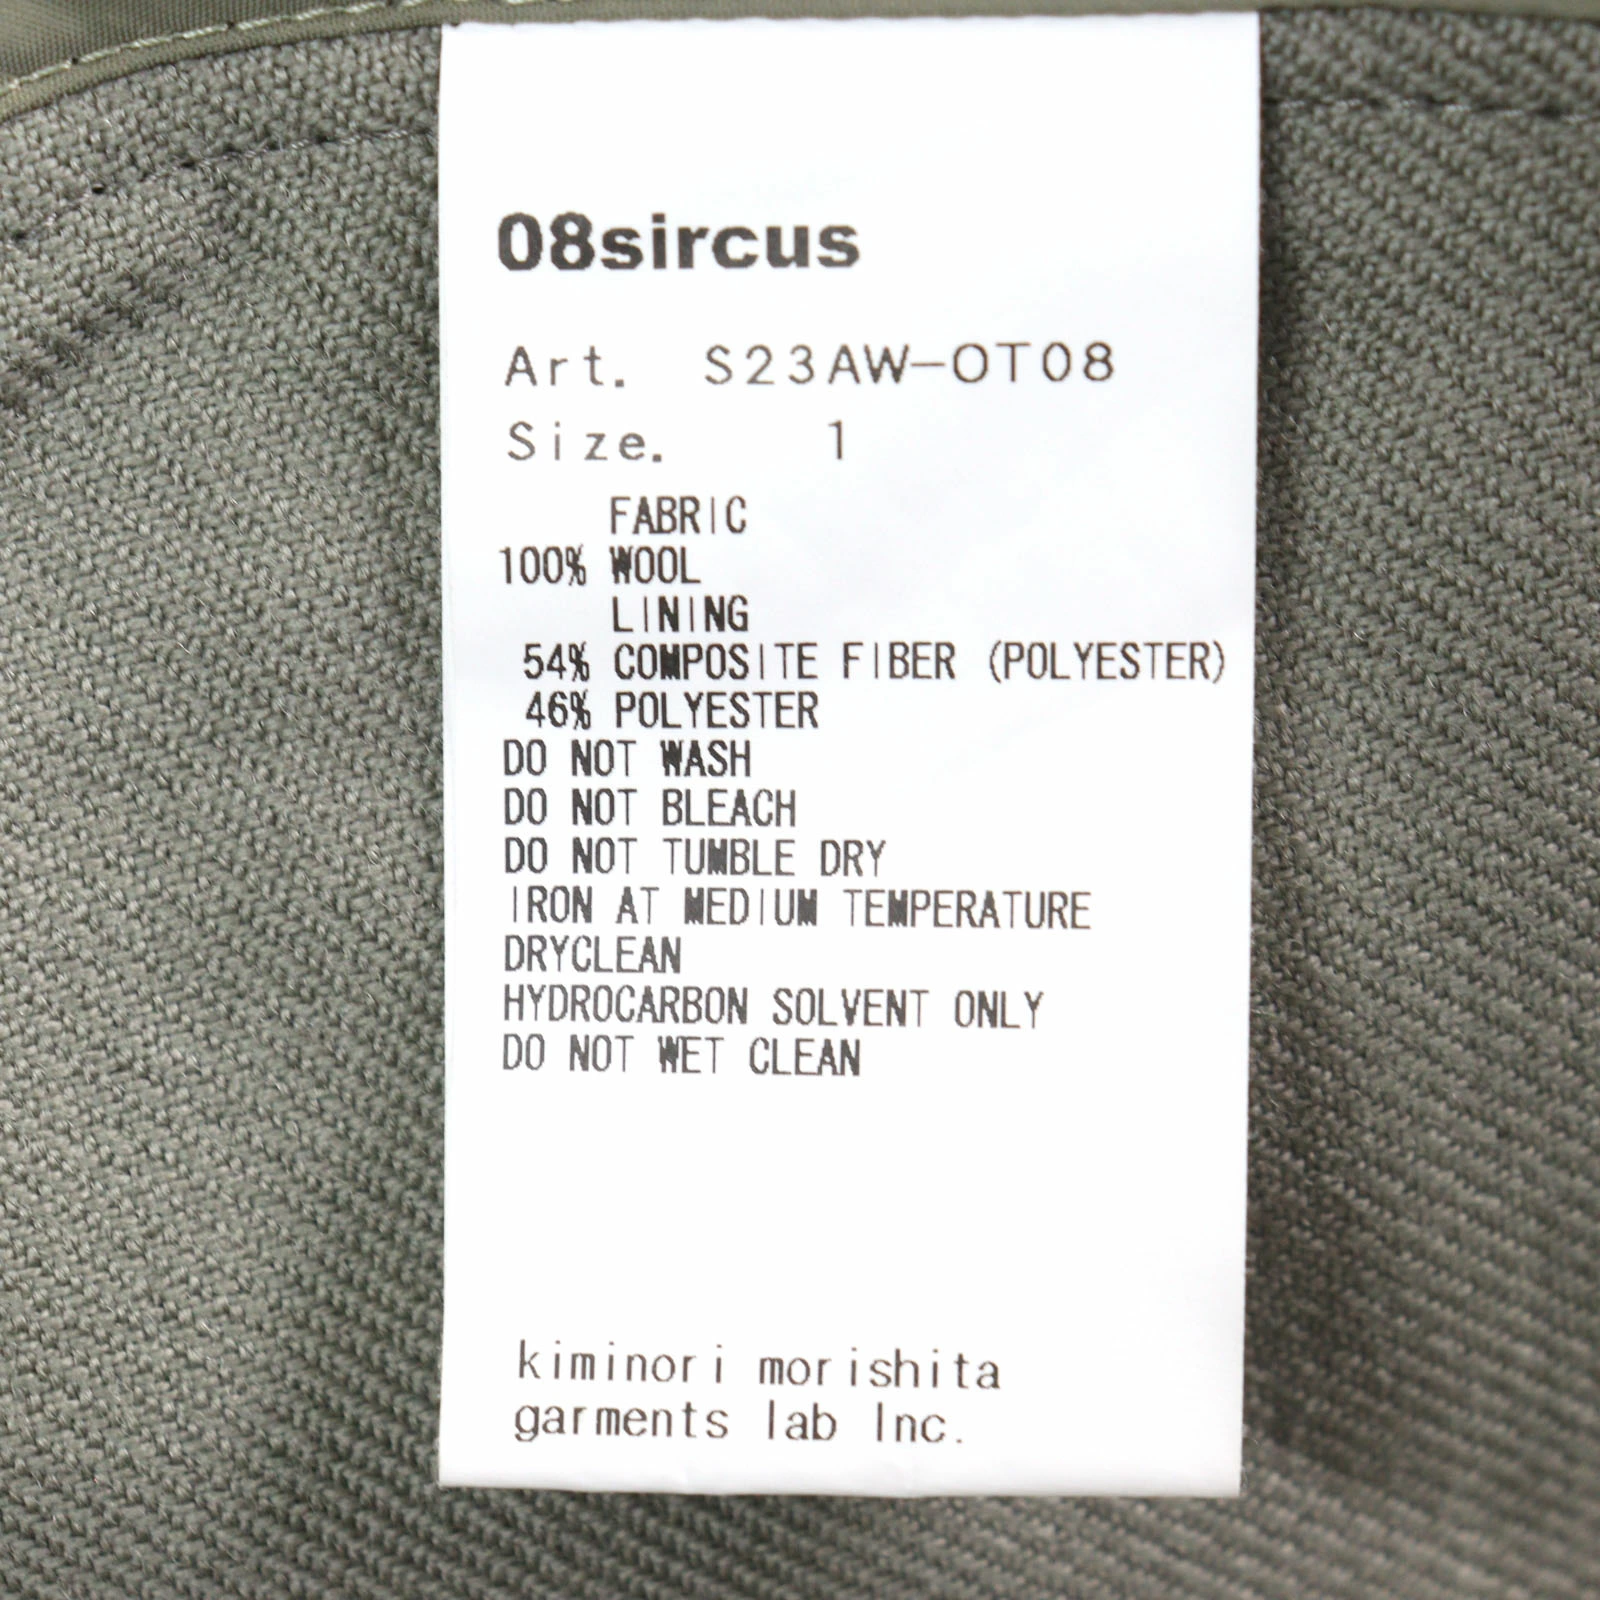 08sircus
Art. S23AW-OT08
Size. 1
FABRIC
100% WOOL
LINING
54% COMPOSITE FIBER (POLYESTER)
46% POLYESTER
DO NOT WASH
DO NOT BLEACH
DO NOT TUMBLE DRY
IRON AT MEDIUM TEMPERATURE
DRYCLEAN
HYDROCARBON SOLVENT ONLY
DO NOT WET CLEAN
kiminori morishita
garments lab Inc.